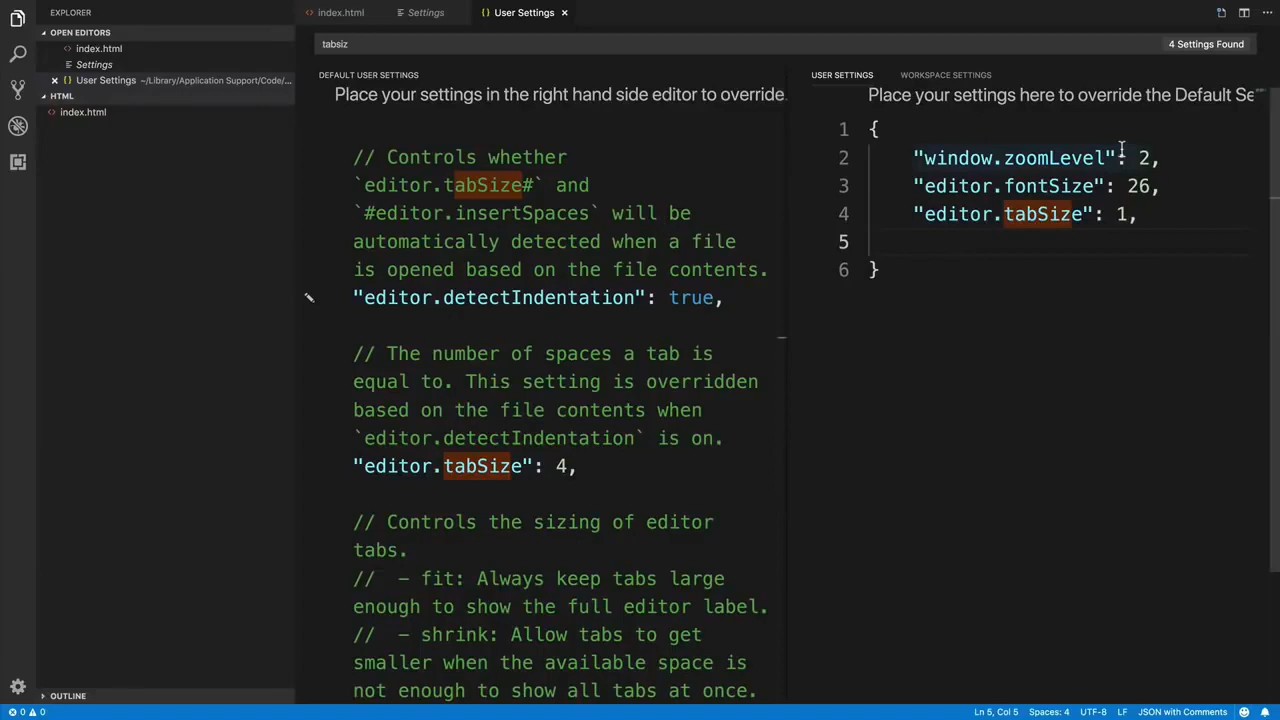 EXPLORER
OPEN EDITORS
<> index.html
Settings
× {} User Settings ~/Library/Application Support/Code/...
HTML
<> index.html
OUTLINE
<> index.html
Settings
{} User Settings ×
tabsiz
4 Settings Found
DEFAULT USER SETTINGS
Place your settings in the right hand side editor to override.
// Controls whether
`editor.tabSize#` and
`#editor.insertSpaces` will be
automatically detected when a file
is opened based on the file contents.
"editor.detectIndentation": true,
// The number of spaces a tab is
equal to. This setting is overridden
based on the file contents when
`editor.detectIndentation` is on.
"editor.tabSize": 4,
// Controls the sizing of editor
tabs.
//  - fit: Always keep tabs large
enough to show the full editor label.
//  - shrink: Allow tabs to get
smaller when the available space is
not enough to show all tabs at once.
USER SETTINGS
WORKSPACE SETTINGS
Place your settings here to override the Default Se
1 {
2 "window.zoomLevel": 2,
3 "editor.fontSize": 26,
4 "editor.tabSize": 1,
5
6 }
0 0
Ln 5, Col 5
Spaces: 4
UTF-8
LF
JSON with Comments